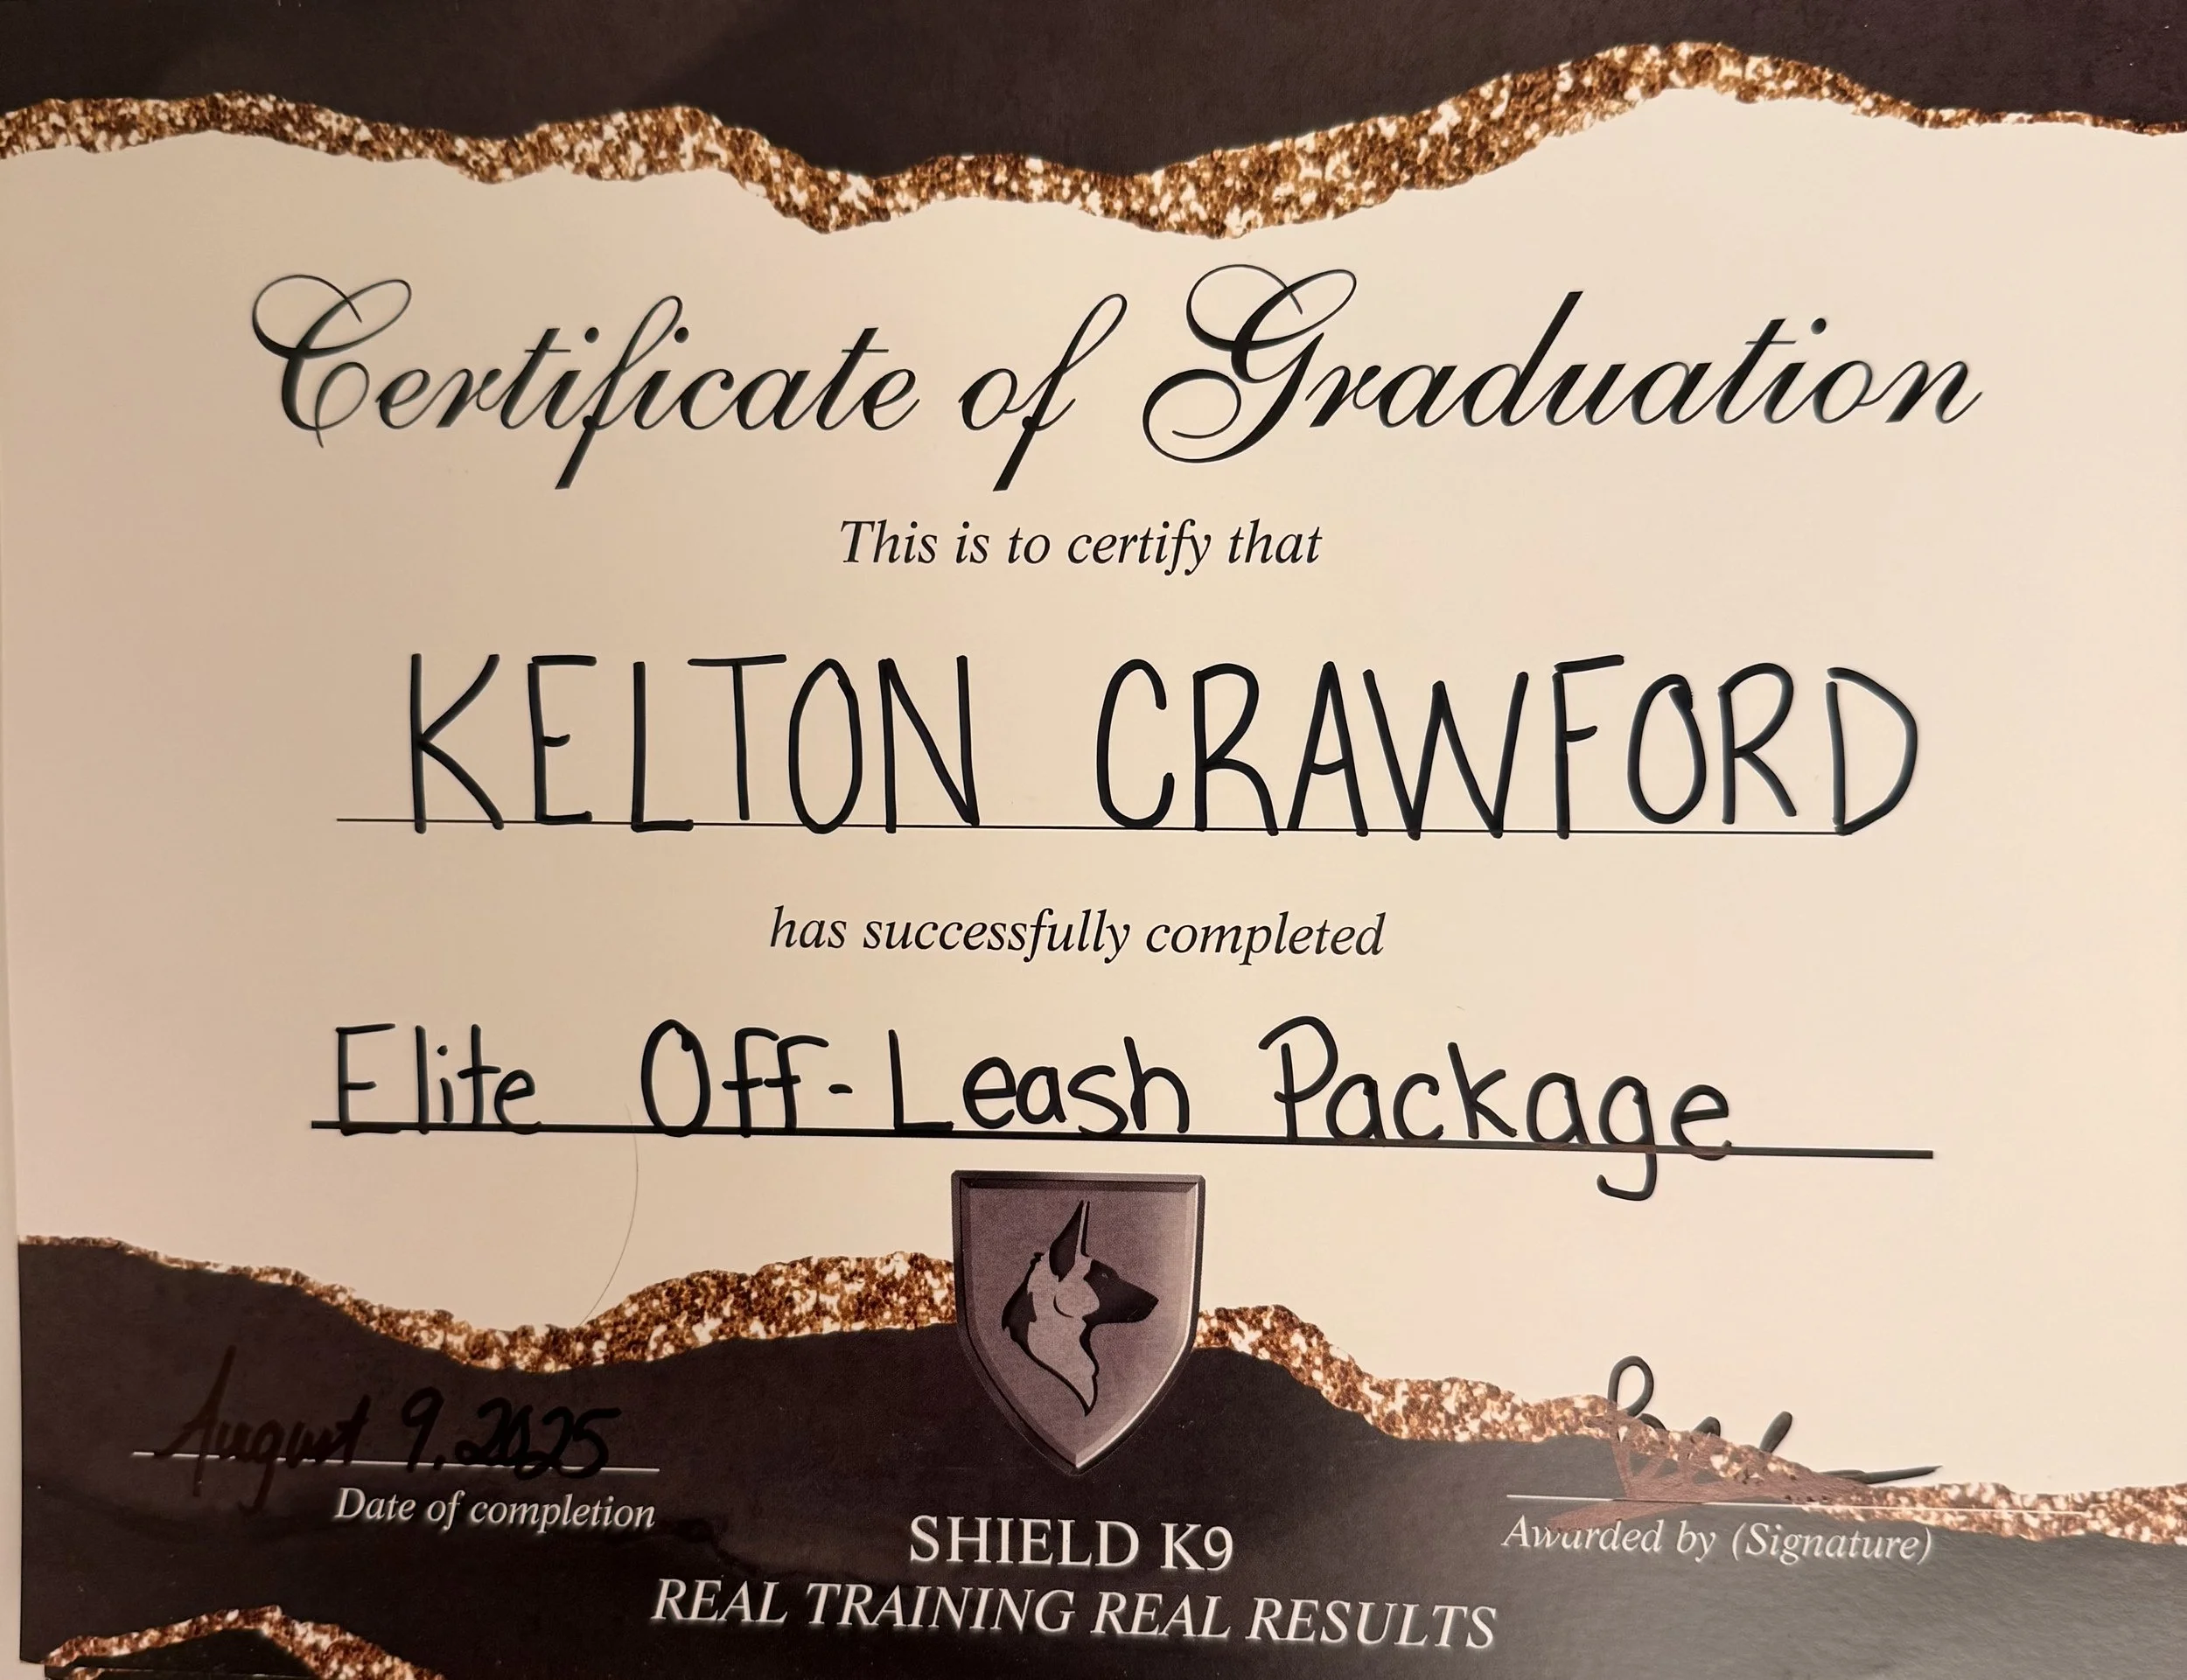 Certificate of Graduation
This is to certify that
KELTON CRAWFORD
has successfully completed
Elite Off-Leash Package
August 9, 2025
Date of completion
Awarded by (Signature)
SHIELD K9
REAL TRAINING REAL RESULTS